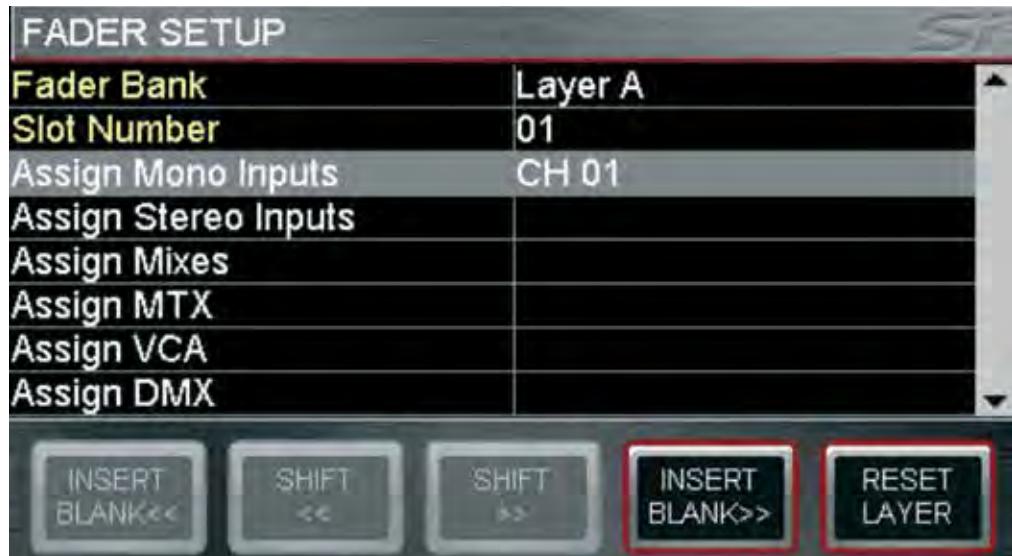 FADER SETUP
Fader Bank Layer A
Slot Number 01
Assign Mono Inputs CH 01
Assign Stereo Inputs
Assign Mixes
Assign MTX
Assign VCA
Assign DMX
INSERT SHIFT SHIFT INSERT RESET
BLANK<< << >> BLANK>> LAYER